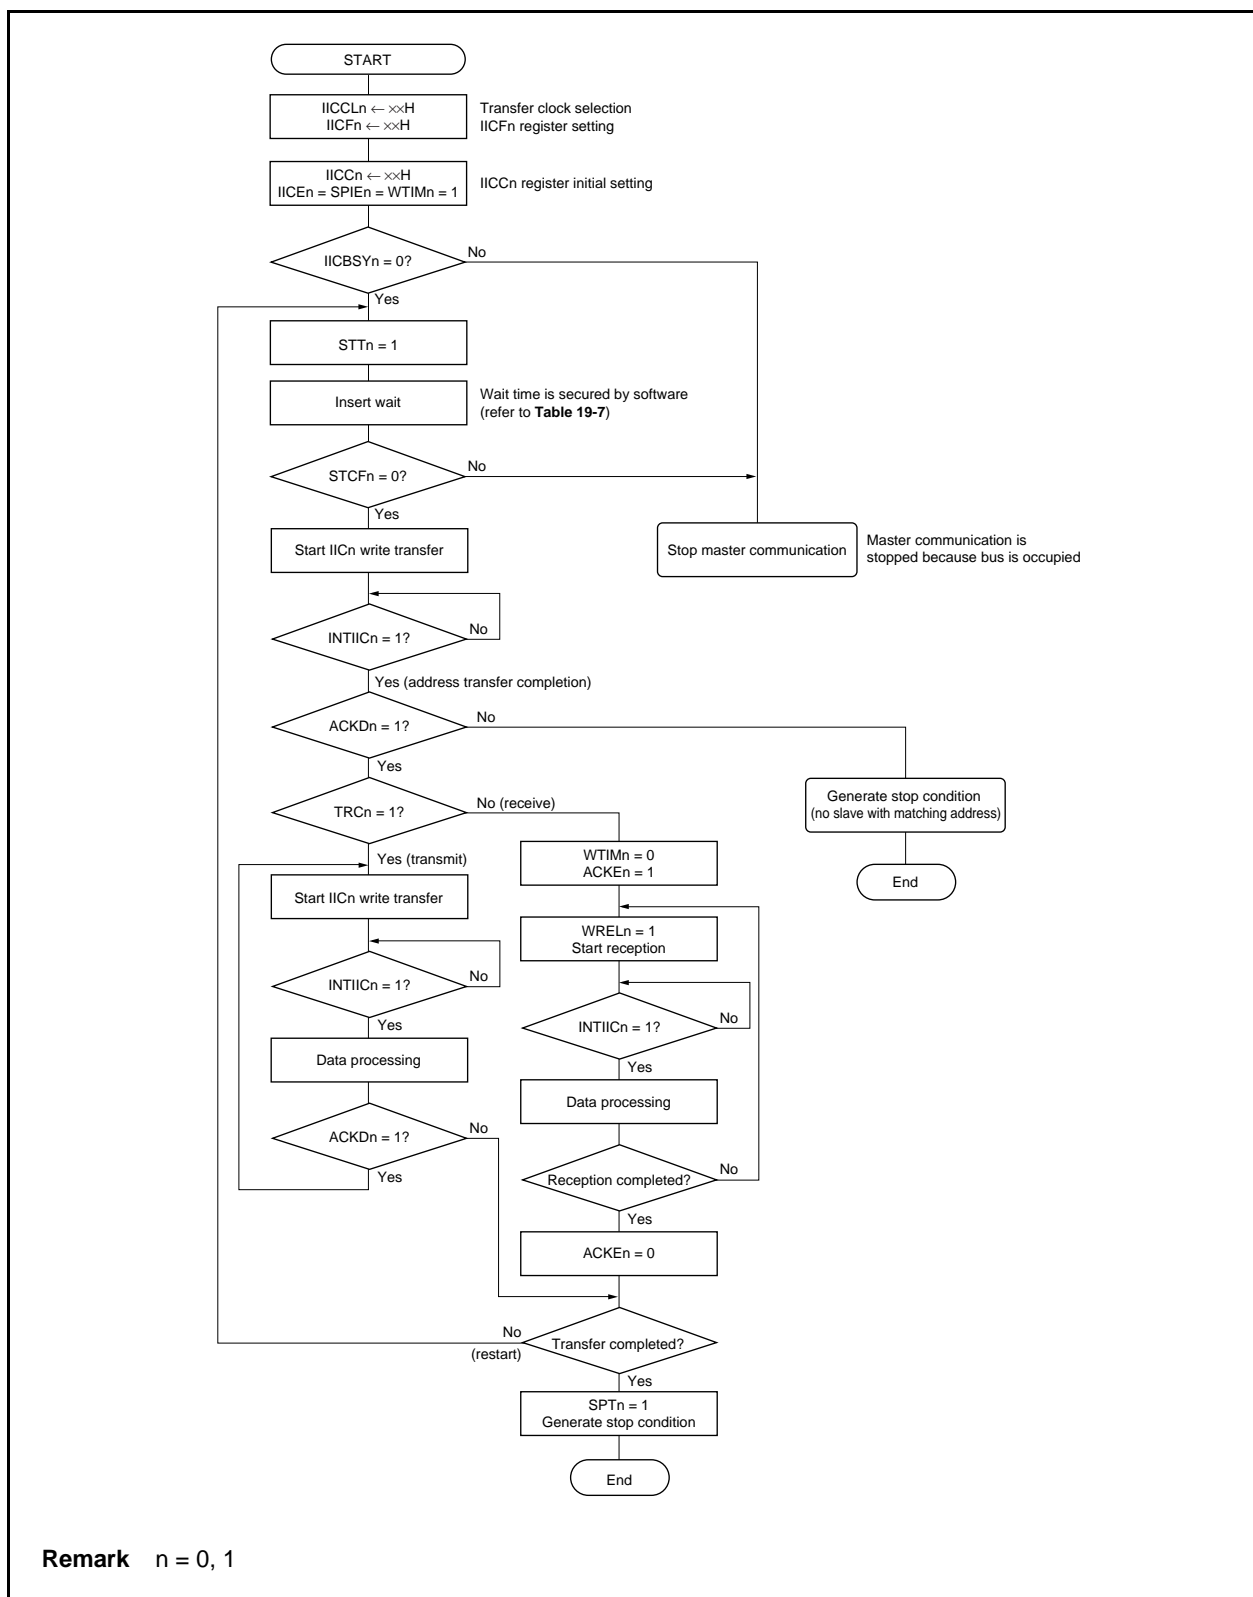 START
IICCLn ← ××H
IICFn ← ××H
Transfer clock selection
IICFn register setting
IICCn ← ××H
IICEn = SPIEn = WTIMn = 1
IICCn register initial setting
IICBSYn = 0?
No
Yes
STTn = 1
Insert wait
Wait time is secured by software
(refer to Table 19-7)
STCFn = 0?
No
Yes
Start IICn write transfer
Stop master communication
Master communication is
stopped because bus is occupied
INTIICn = 1?
No
Yes (address transfer completion)
ACKDn = 1?
No
Yes
Generate stop condition
(no slave with matching address)
End
TRCn = 1?
No (receive)
Yes (transmit)
WTIMn = 0
ACKEn = 1
Start IICn write transfer
WRELn = 1
Start reception
INTIICn = 1?
No
Yes
INTIICn = 1?
No
Yes
Data processing
Data processing
ACKDn = 1?
No
Yes
Reception completed?
No
Yes
ACKEn = 0
Transfer completed?
No
(restart)
Yes
SPTn = 1
Generate stop condition
End
Remark n = 0, 1